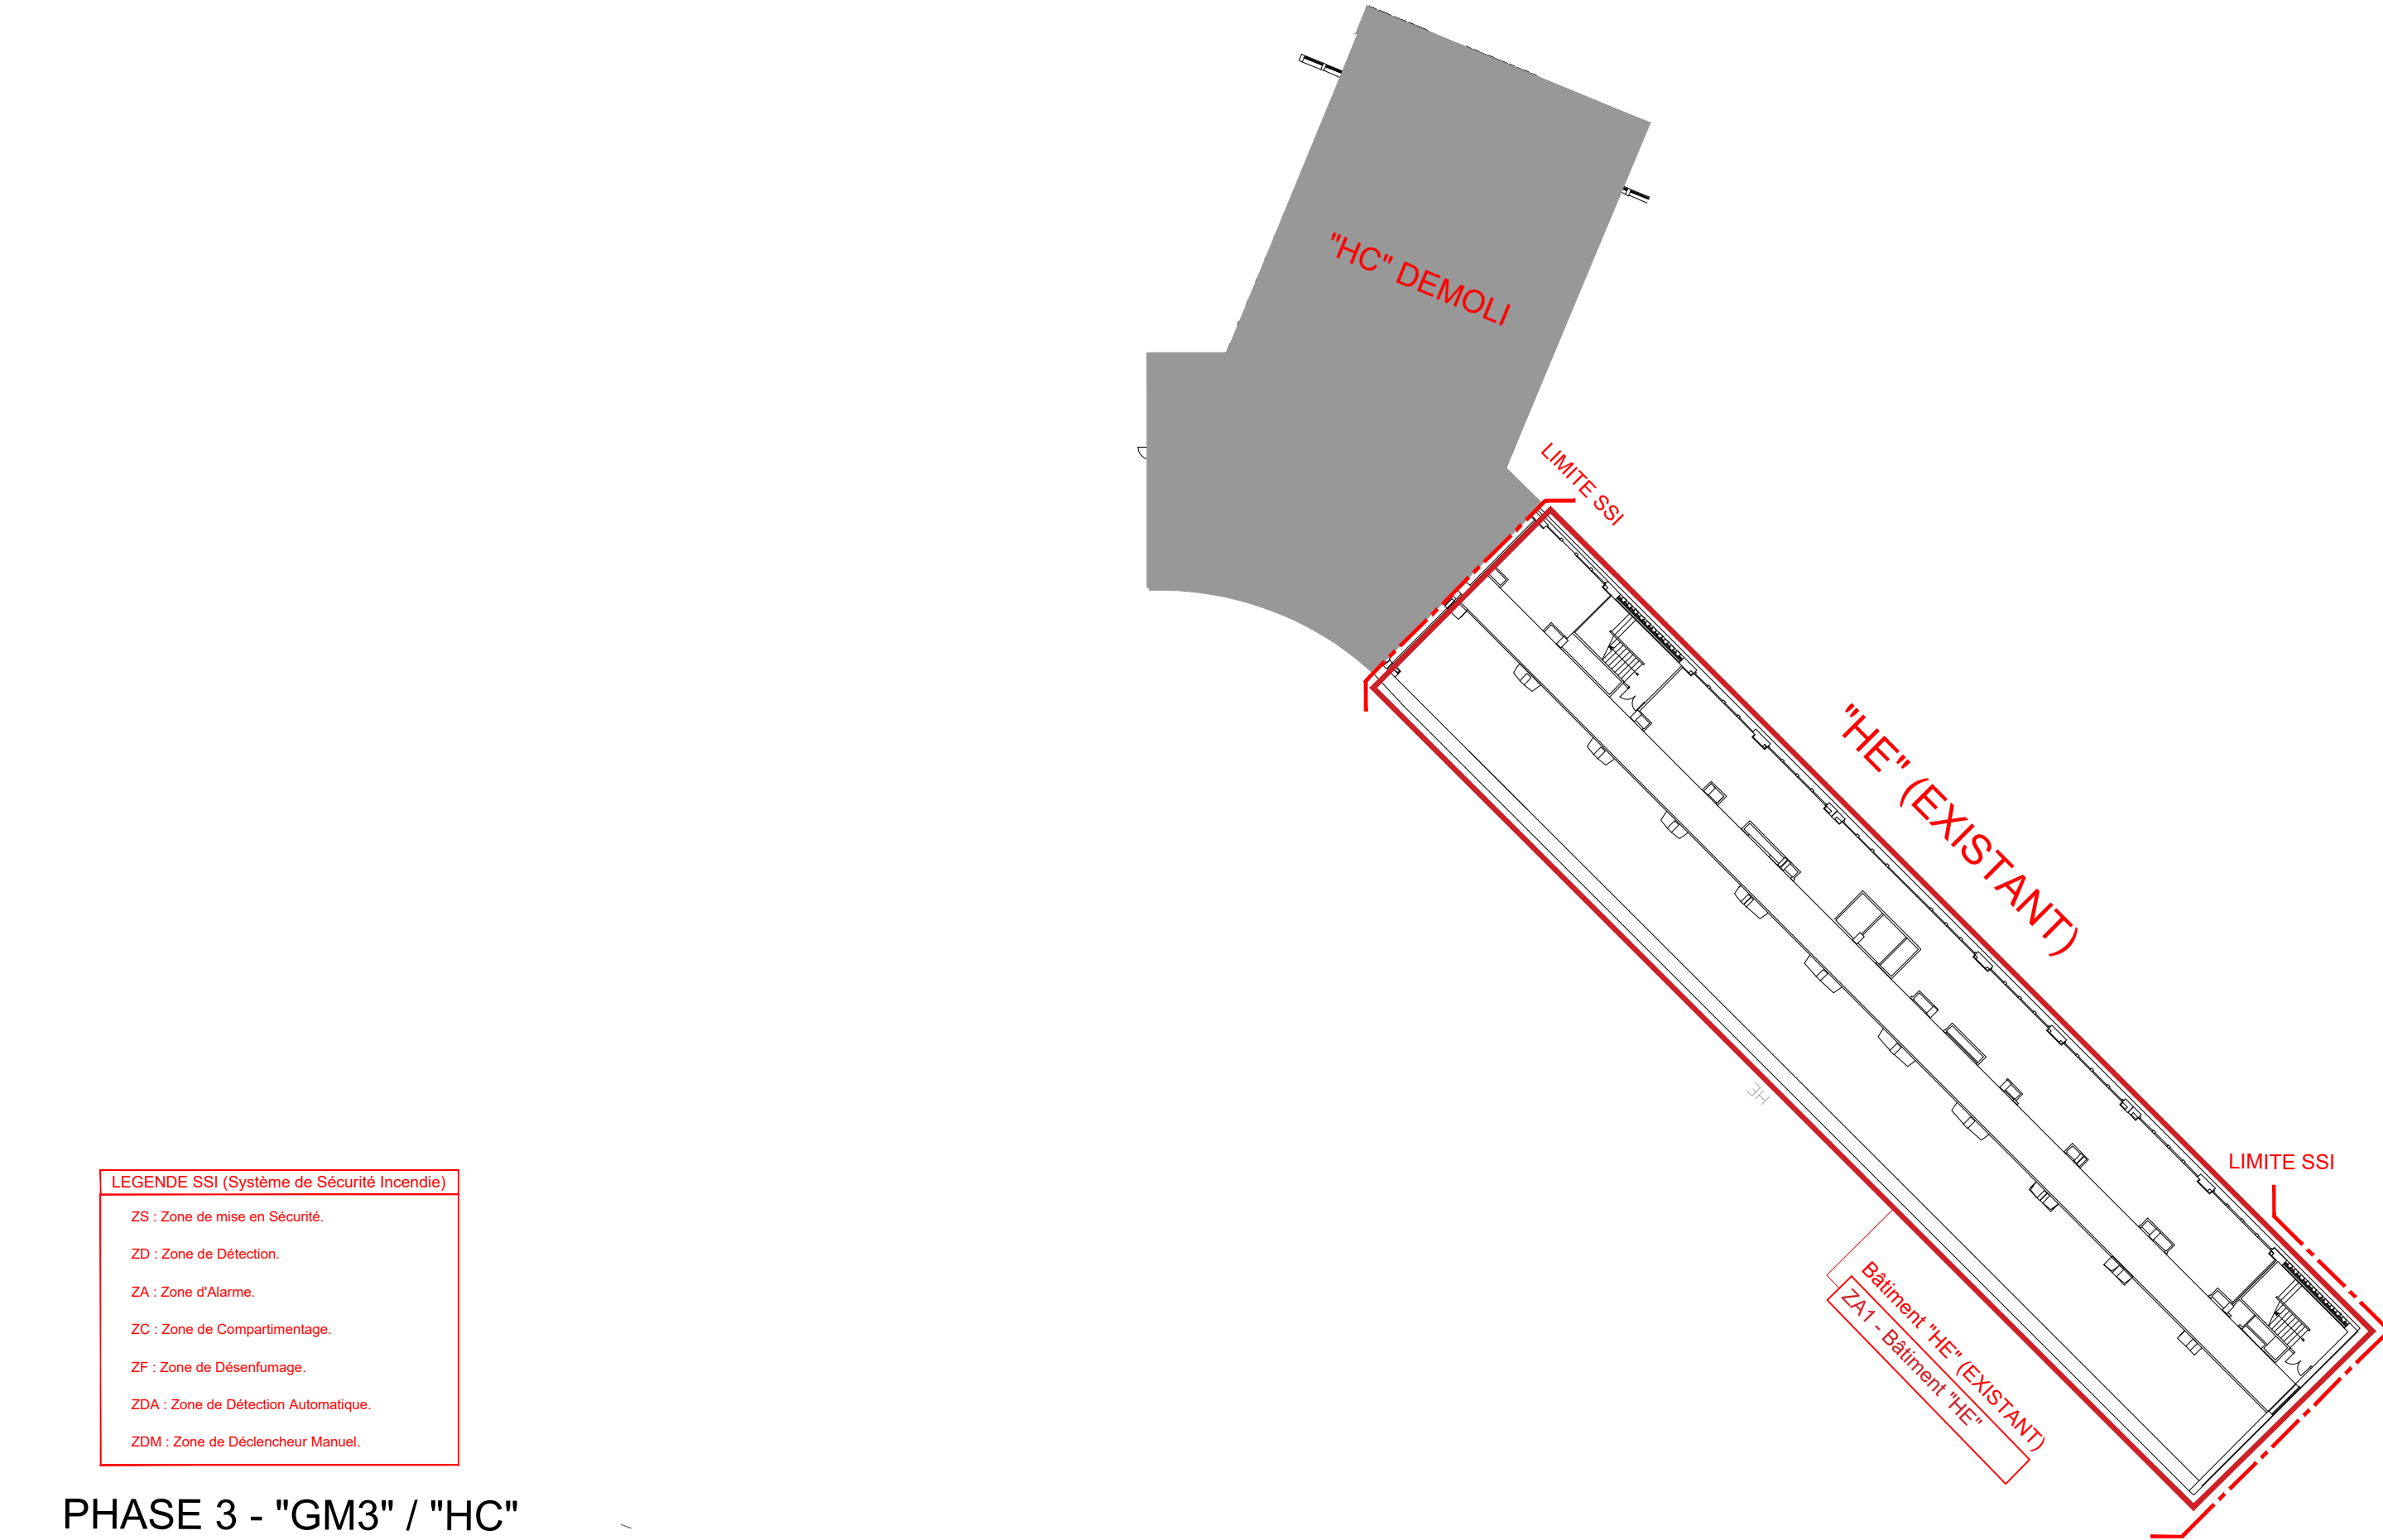 "HC" DEMOLI
LIMITE SSI
"HE" (EXISTANT)
HE
LIMITE SSI
Bâtiment "HE" (EXISTANT)
ZA1 - Bâtiment "HE"
LEGENDE SSI (Système de Sécurité Incendie)
ZS : Zone de mise en Sécurité.
ZD : Zone de Détection.
ZA : Zone d'Alarme.
ZC : Zone de Compartimentage.
ZF : Zone de Désenfumage.
ZDA : Zone de Détection Automatique.
ZDM : Zone de Déclencheur Manuel.
PHASE 3 - "GM3" / "HC"